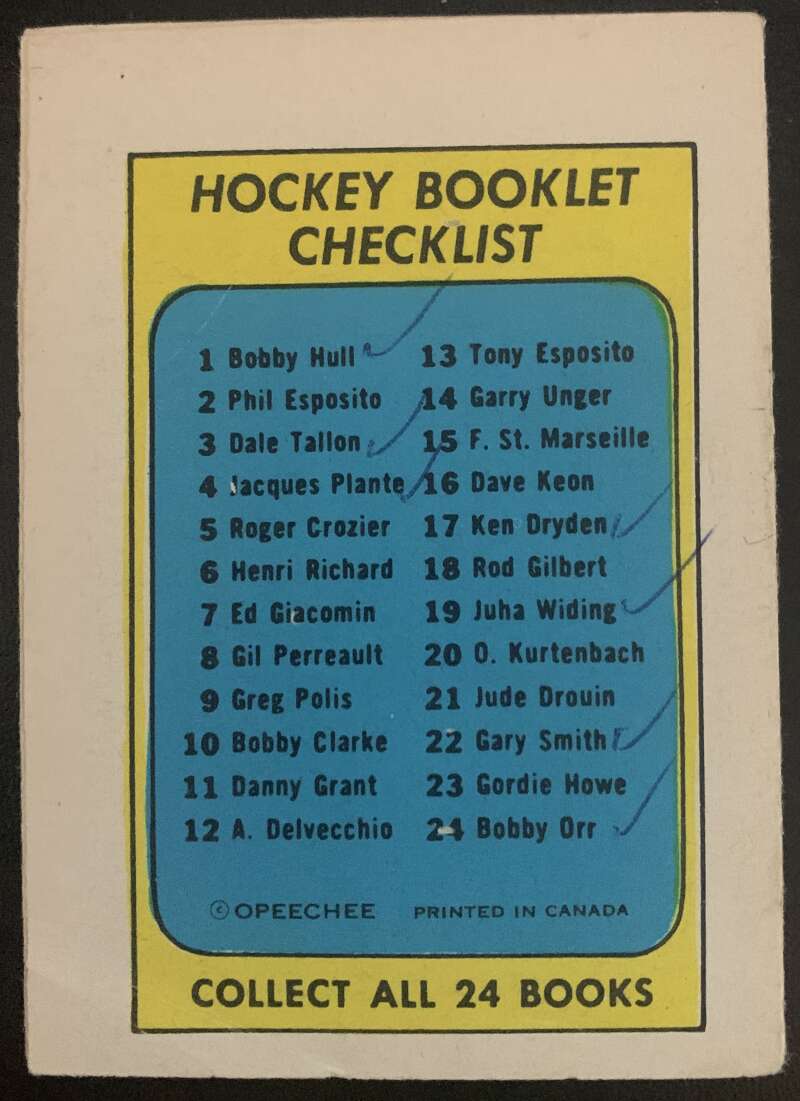 HOCKEY BOOKLET
CHECKLIST
1 Bobby Hull
2 Phil Esposito
3 Dale Tallon
4 Jacques Plante
5 Roger Crozier
6 Henri Richard
7 Ed Giacomin
8 Gil Perreault
9 Greg Polis
10 Bobby Clarke
11 Danny Grant
12 A. Delvecchio
13 Tony Esposito
14 Garry Unger
15 F. St. Marseille
16 Dave Keon
17 Ken Dryden
18 Rod Gilbert
19 Juha Widing
20 O. Kurtenbach
21 Jude Drouin
22 Gary Smith
23 Gordie Howe
24 Bobby Orr
© OPEECHEE PRINTED IN CANADA
COLLECT ALL 24 BOOKS